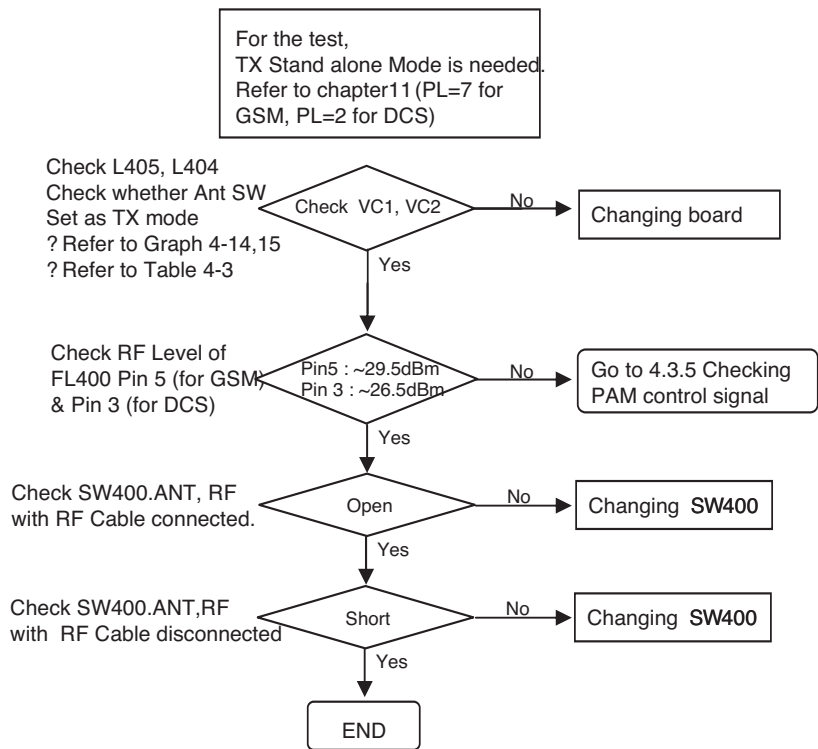 For the test,
TX Stand alone Mode is needed.
Refer to chapter11 (PL=7 for
GSM, PL=2 for DCS)
Check L405, L404
Check whether Ant SW
Set as TX mode
? Refer to Graph 4-14,15
? Refer to Table 4-3
Check VC1, VC2
No
Changing board
Yes
Check RF Level of
FL400 Pin 5 (for GSM)
& Pin 3 (for DCS)
Pin5 : ~29.5dBm
Pin 3 : ~26.5dBm
No
Go to 4.3.5 Checking
PAM control signal
Yes
Check SW400.ANT, RF
with RF Cable connected.
Open
No
Changing SW400
Yes
Check SW400.ANT,RF
with RF Cable disconnected
Short
No
Changing SW400
Yes
END